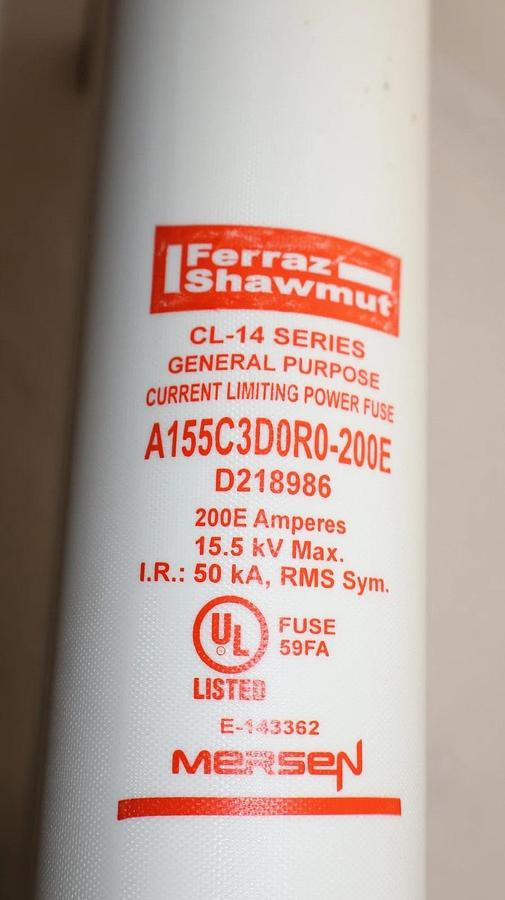 Ferraz
Shawmut
CL-14 SERIES
GENERAL PURPOSE
CURRENT LIMITING POWER FUSE
A155C3D0R0-200E
D218986
200E Amperes
15.5 kV Max.
I.R.: 50 kA, RMS Sym.
UL FUSE
59FA
LISTED
E-143362
MERSEN